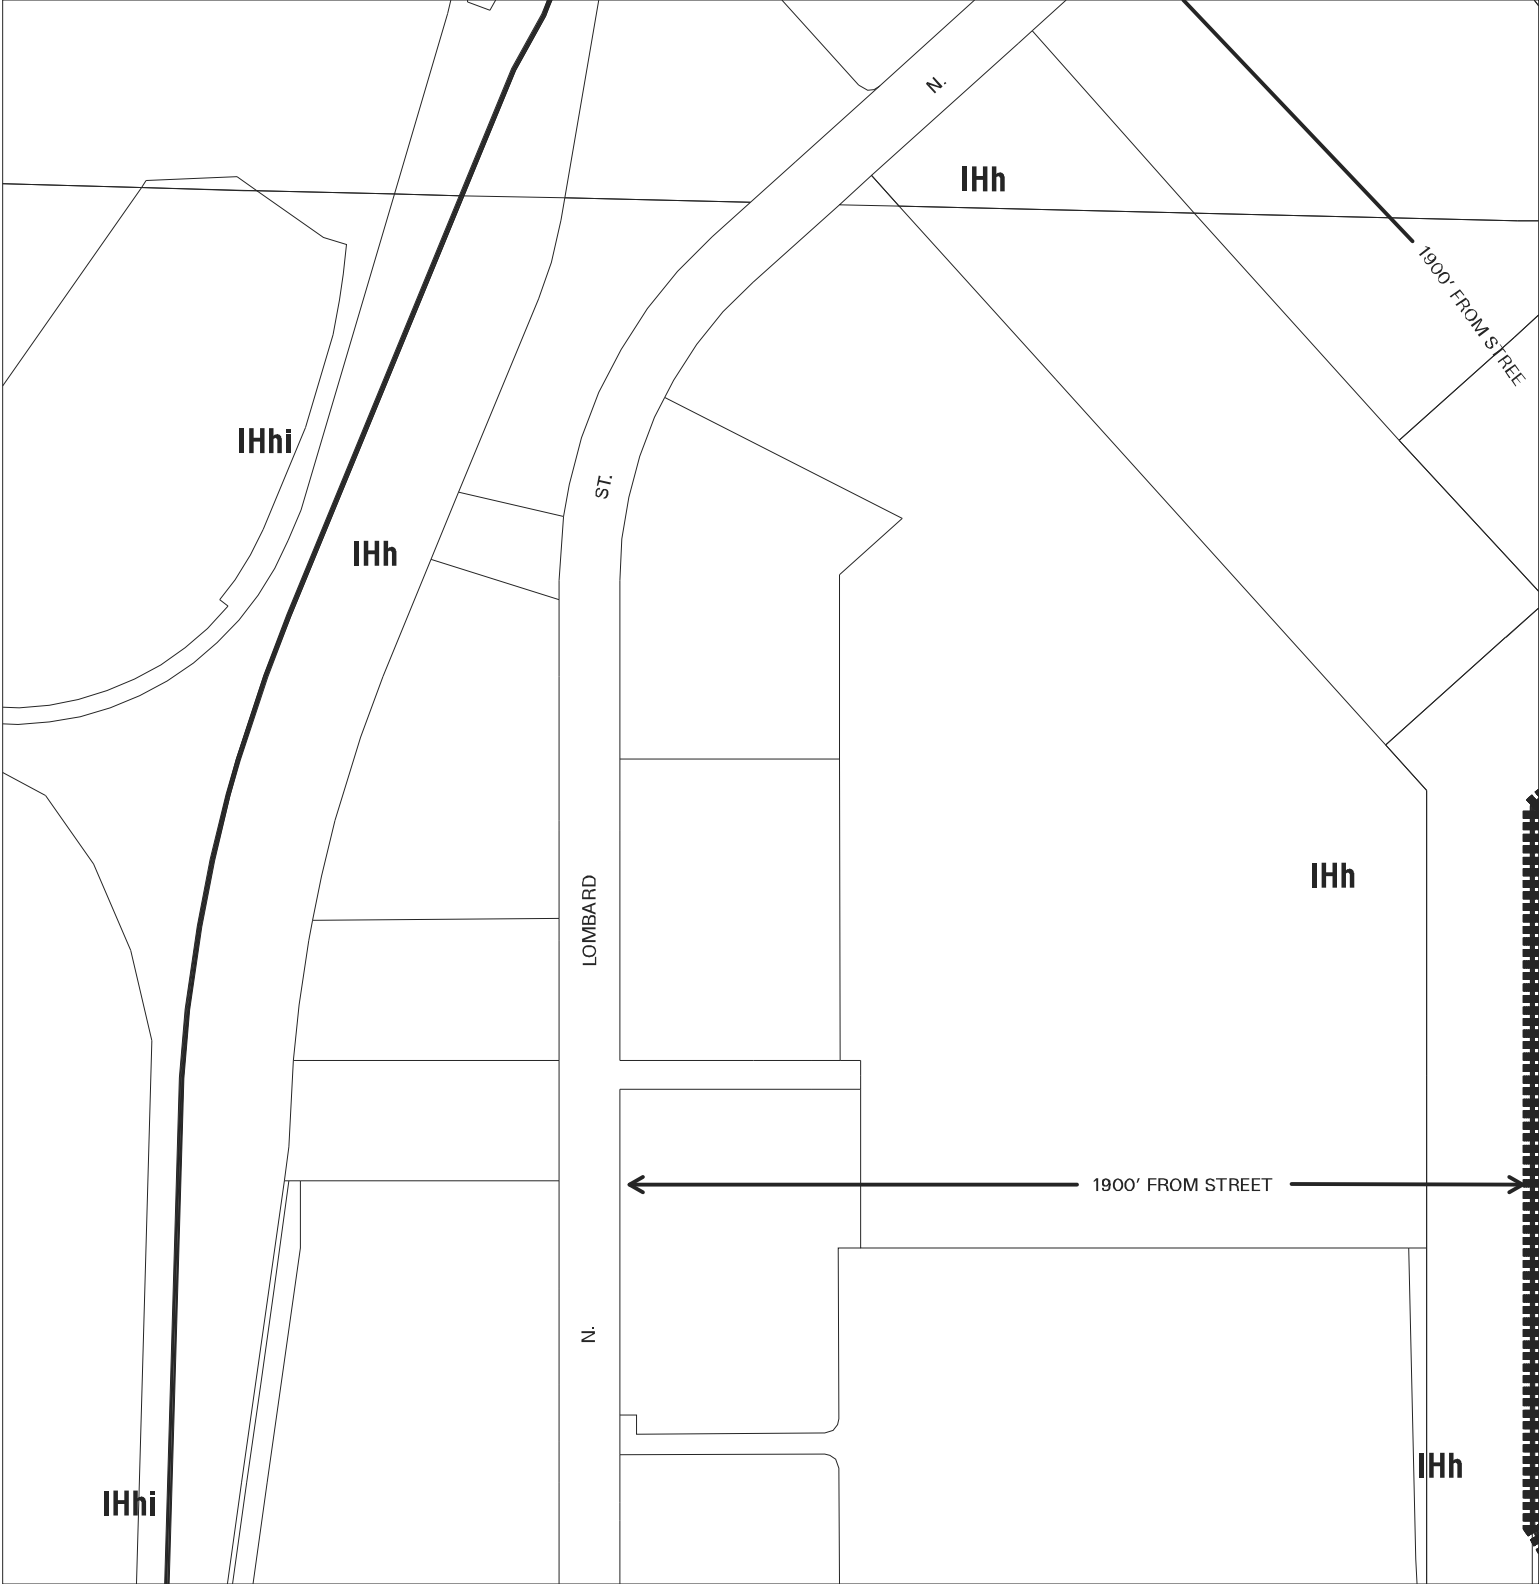 N.
IHh
1900' FROM STREE
IHhi
ST.
IHh
IHh
LOMBARD
1900' FROM STREET
N.
IHh
IHhi